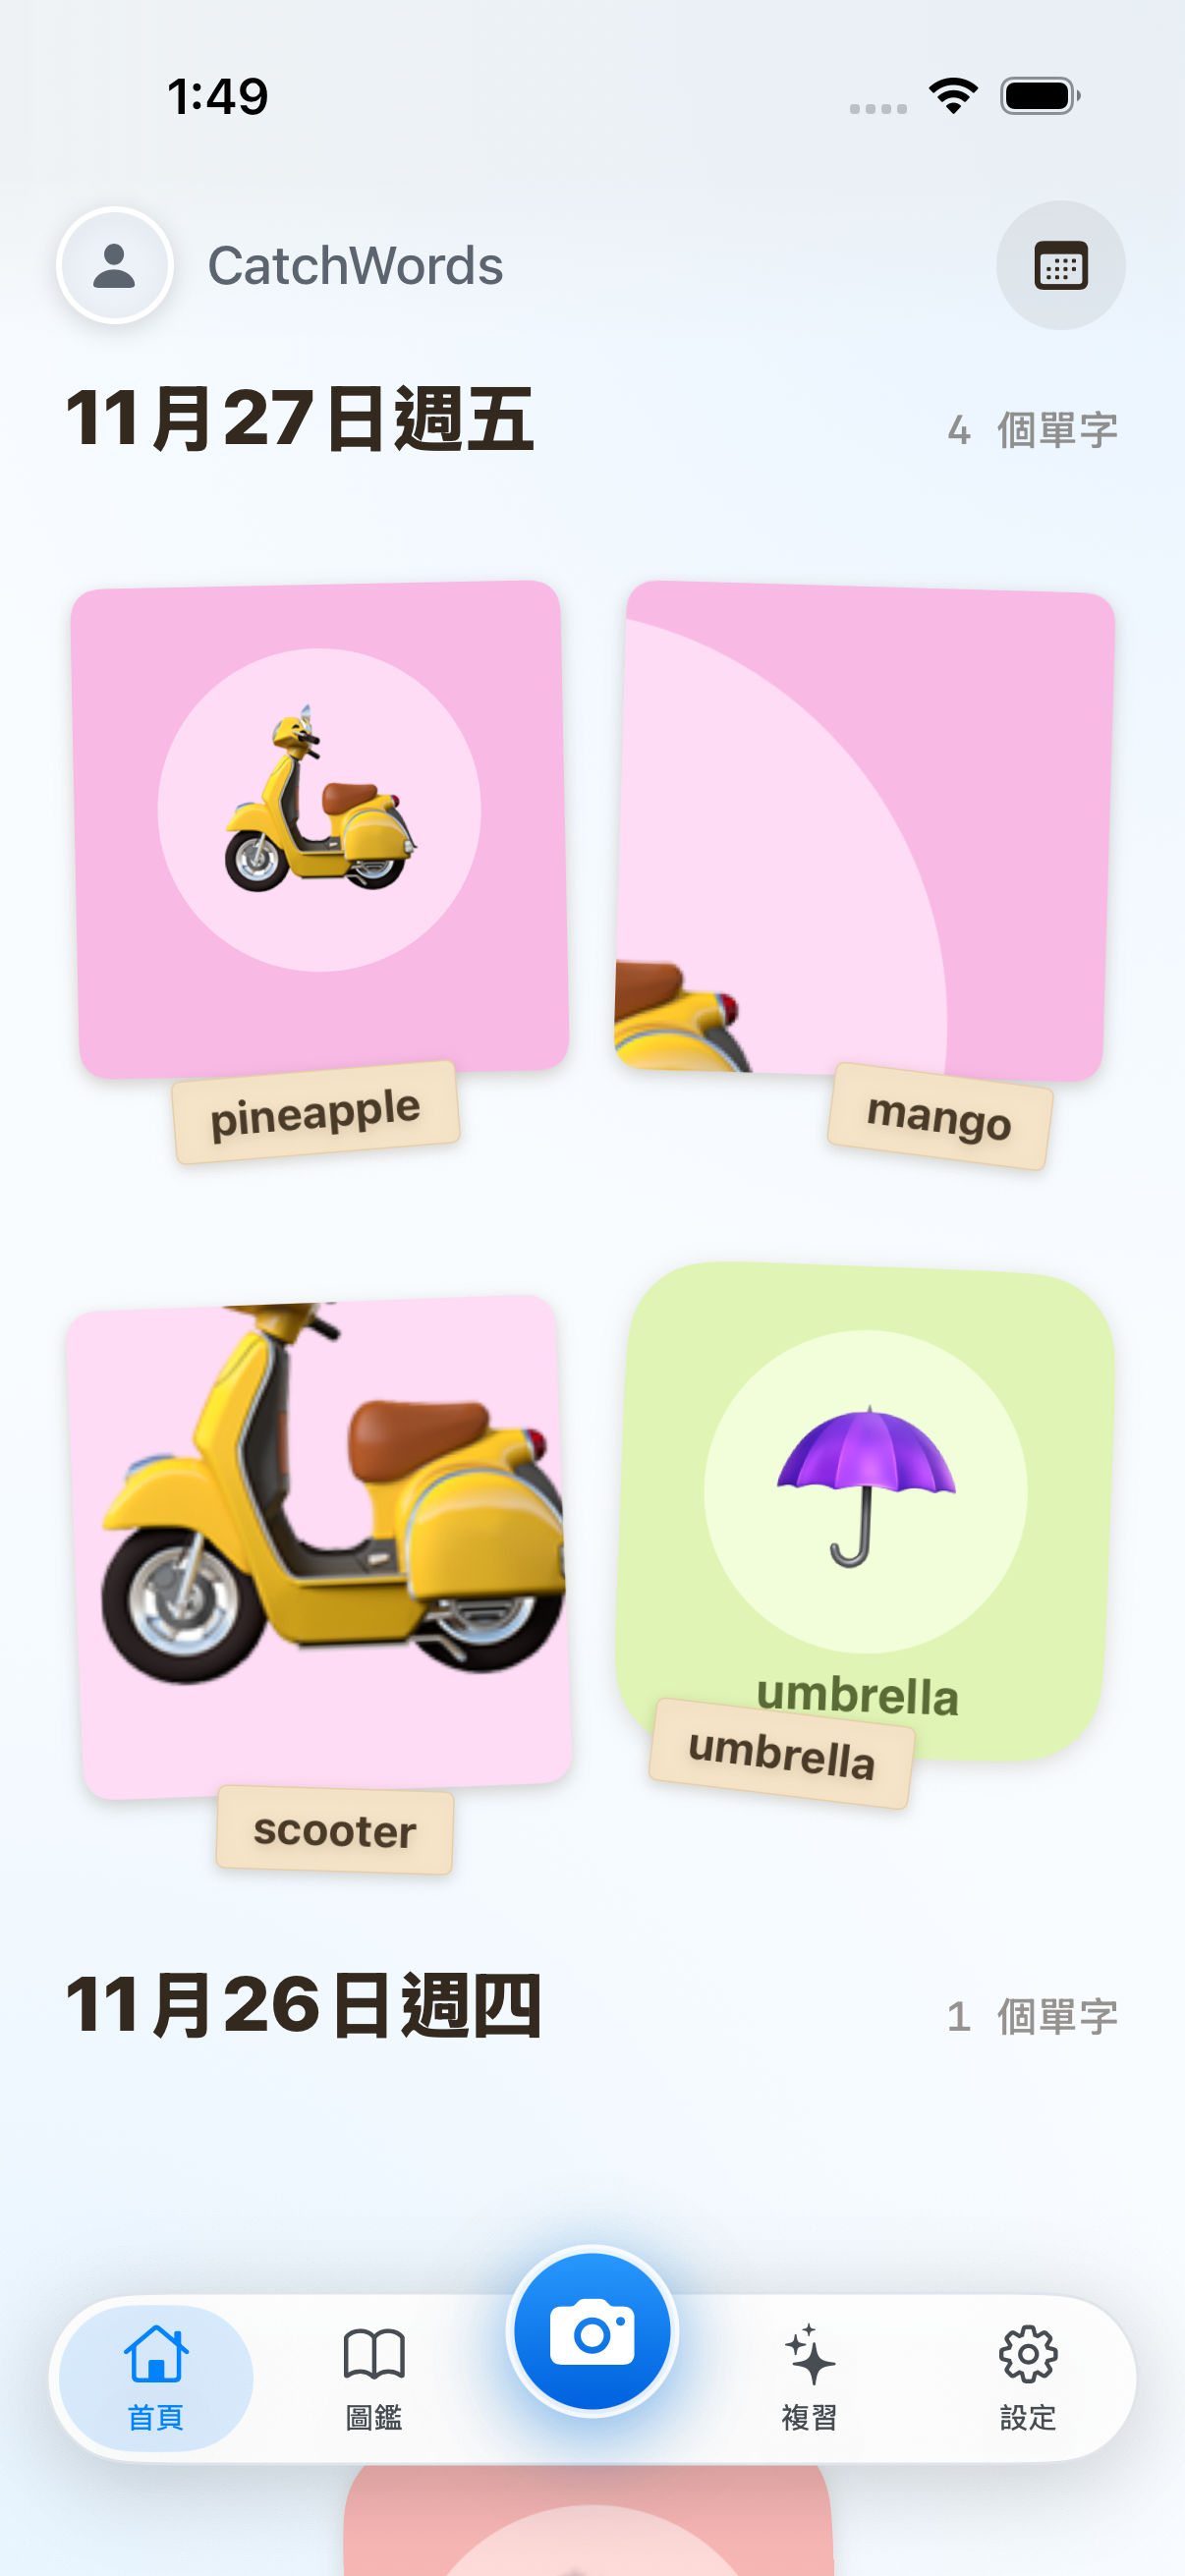 1:49
CatchWords
11月27日週五
4 個單字
pineapple
mango
scooter
umbrella
umbrella
11月26日週四
1 個單字
首頁
圖鑑
複習
設定